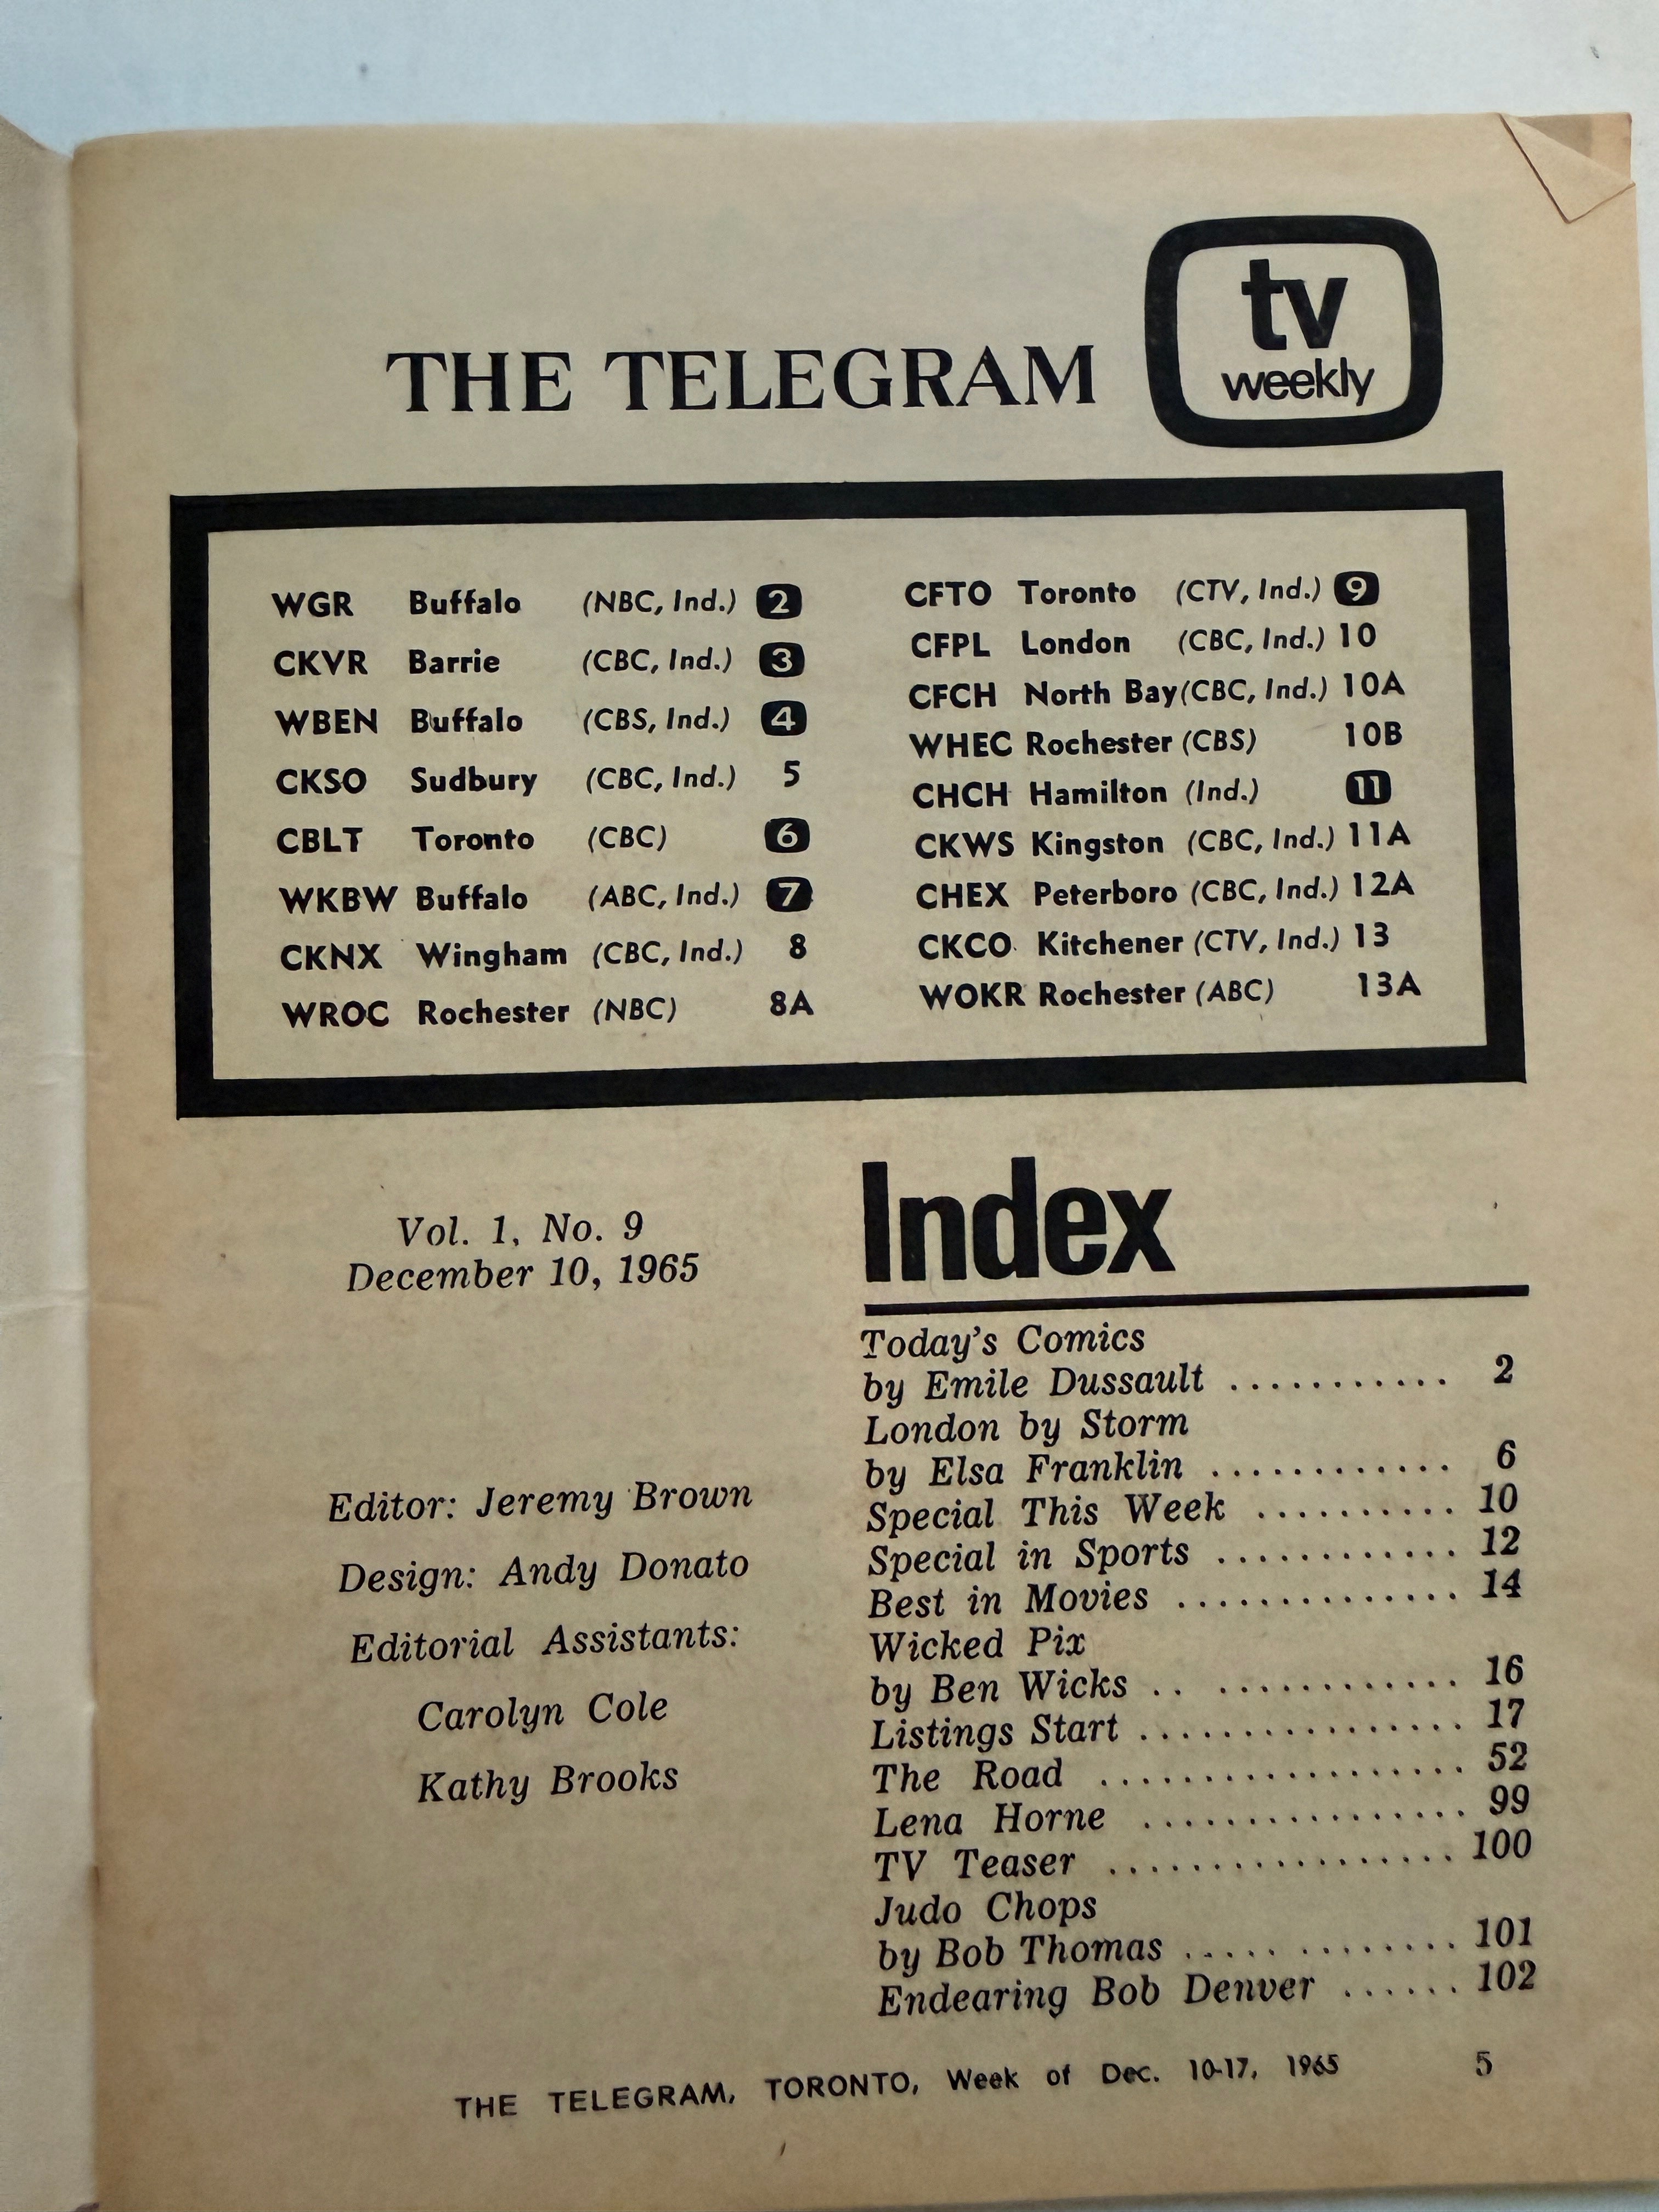 THE TELEGRAM
tv
weekly
WGR Buffalo (NBC, Ind.) 2
CKVR Barrie (CBC, Ind.) 3
WBEN Buffalo (CBS, Ind.) 4
CKSO Sudbury (CBC, Ind.) 5
CBLT Toronto (CBC) 6
WKBW Buffalo (ABC, Ind.) 7
CKNX Wingham (CBC, Ind.) 8
WROC Rochester (NBC) 8A
CFTO Toronto (CTV, Ind.) 9
CFPL London (CBC, Ind.) 10
CFCH North Bay (CBC, Ind.) 10A
WHEC Rochester (CBS) 10B
CHCH Hamilton (Ind.) 11
CKWS Kingston (CBC, Ind.) 11A
CHEX Peterboro (CBC, Ind.) 12A
CKCO Kitchener (CTV, Ind.) 13
WOKR Rochester (ABC) 13A
Vol. 1, No. 9
December 10, 1965
Editor: Jeremy Brown
Design: Andy Donato
Editorial Assistants:
Carolyn Cole
Kathy Brooks
Index
Today's Comics
by Emile Dussault ........... 2
London by Storm
by Elsa Franklin ............ 6
Special This Week .......... 10
Special in Sports ............ 12
Best in Movies .............. 14
Wicked Pix
by Ben Wicks .. ............ 16
Listings Start ................ 17
The Road .................. 52
Lena Horne ................ 99
TV Teaser ................. 100
Judo Chops
by Bob Thomas ..... ........ 101
Endearing Bob Denver ...... 102
THE TELEGRAM, TORONTO, Week of Dec. 10-17, 1965 5